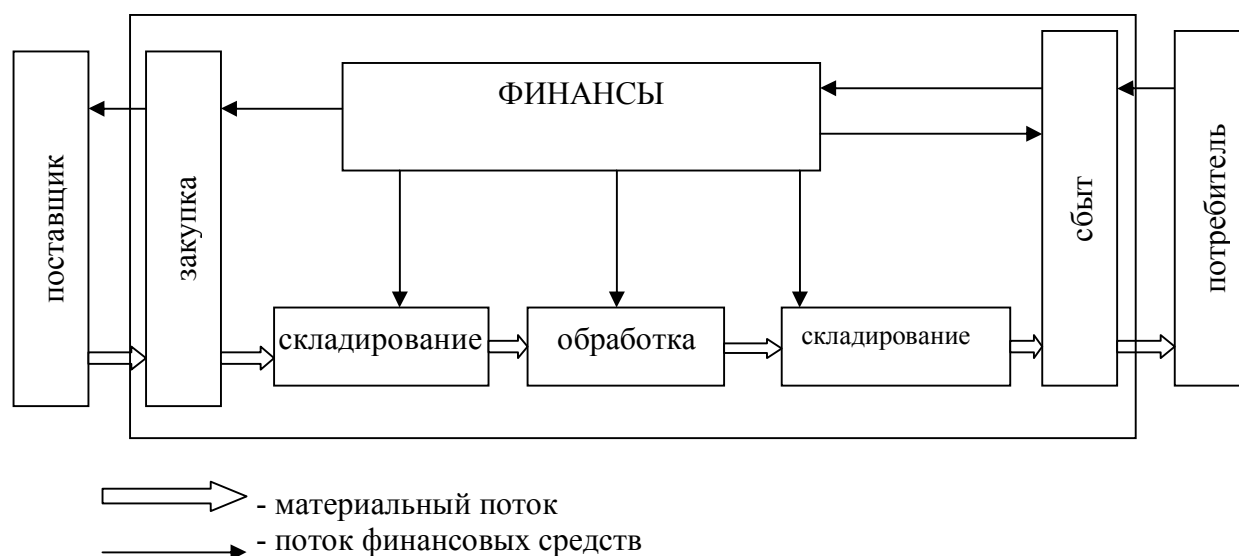 ФИНАНСЫ
поставщик
закупка
сбыт
потребитель
складирование
обработка
складирование
- материальный поток
- поток финансовых средств